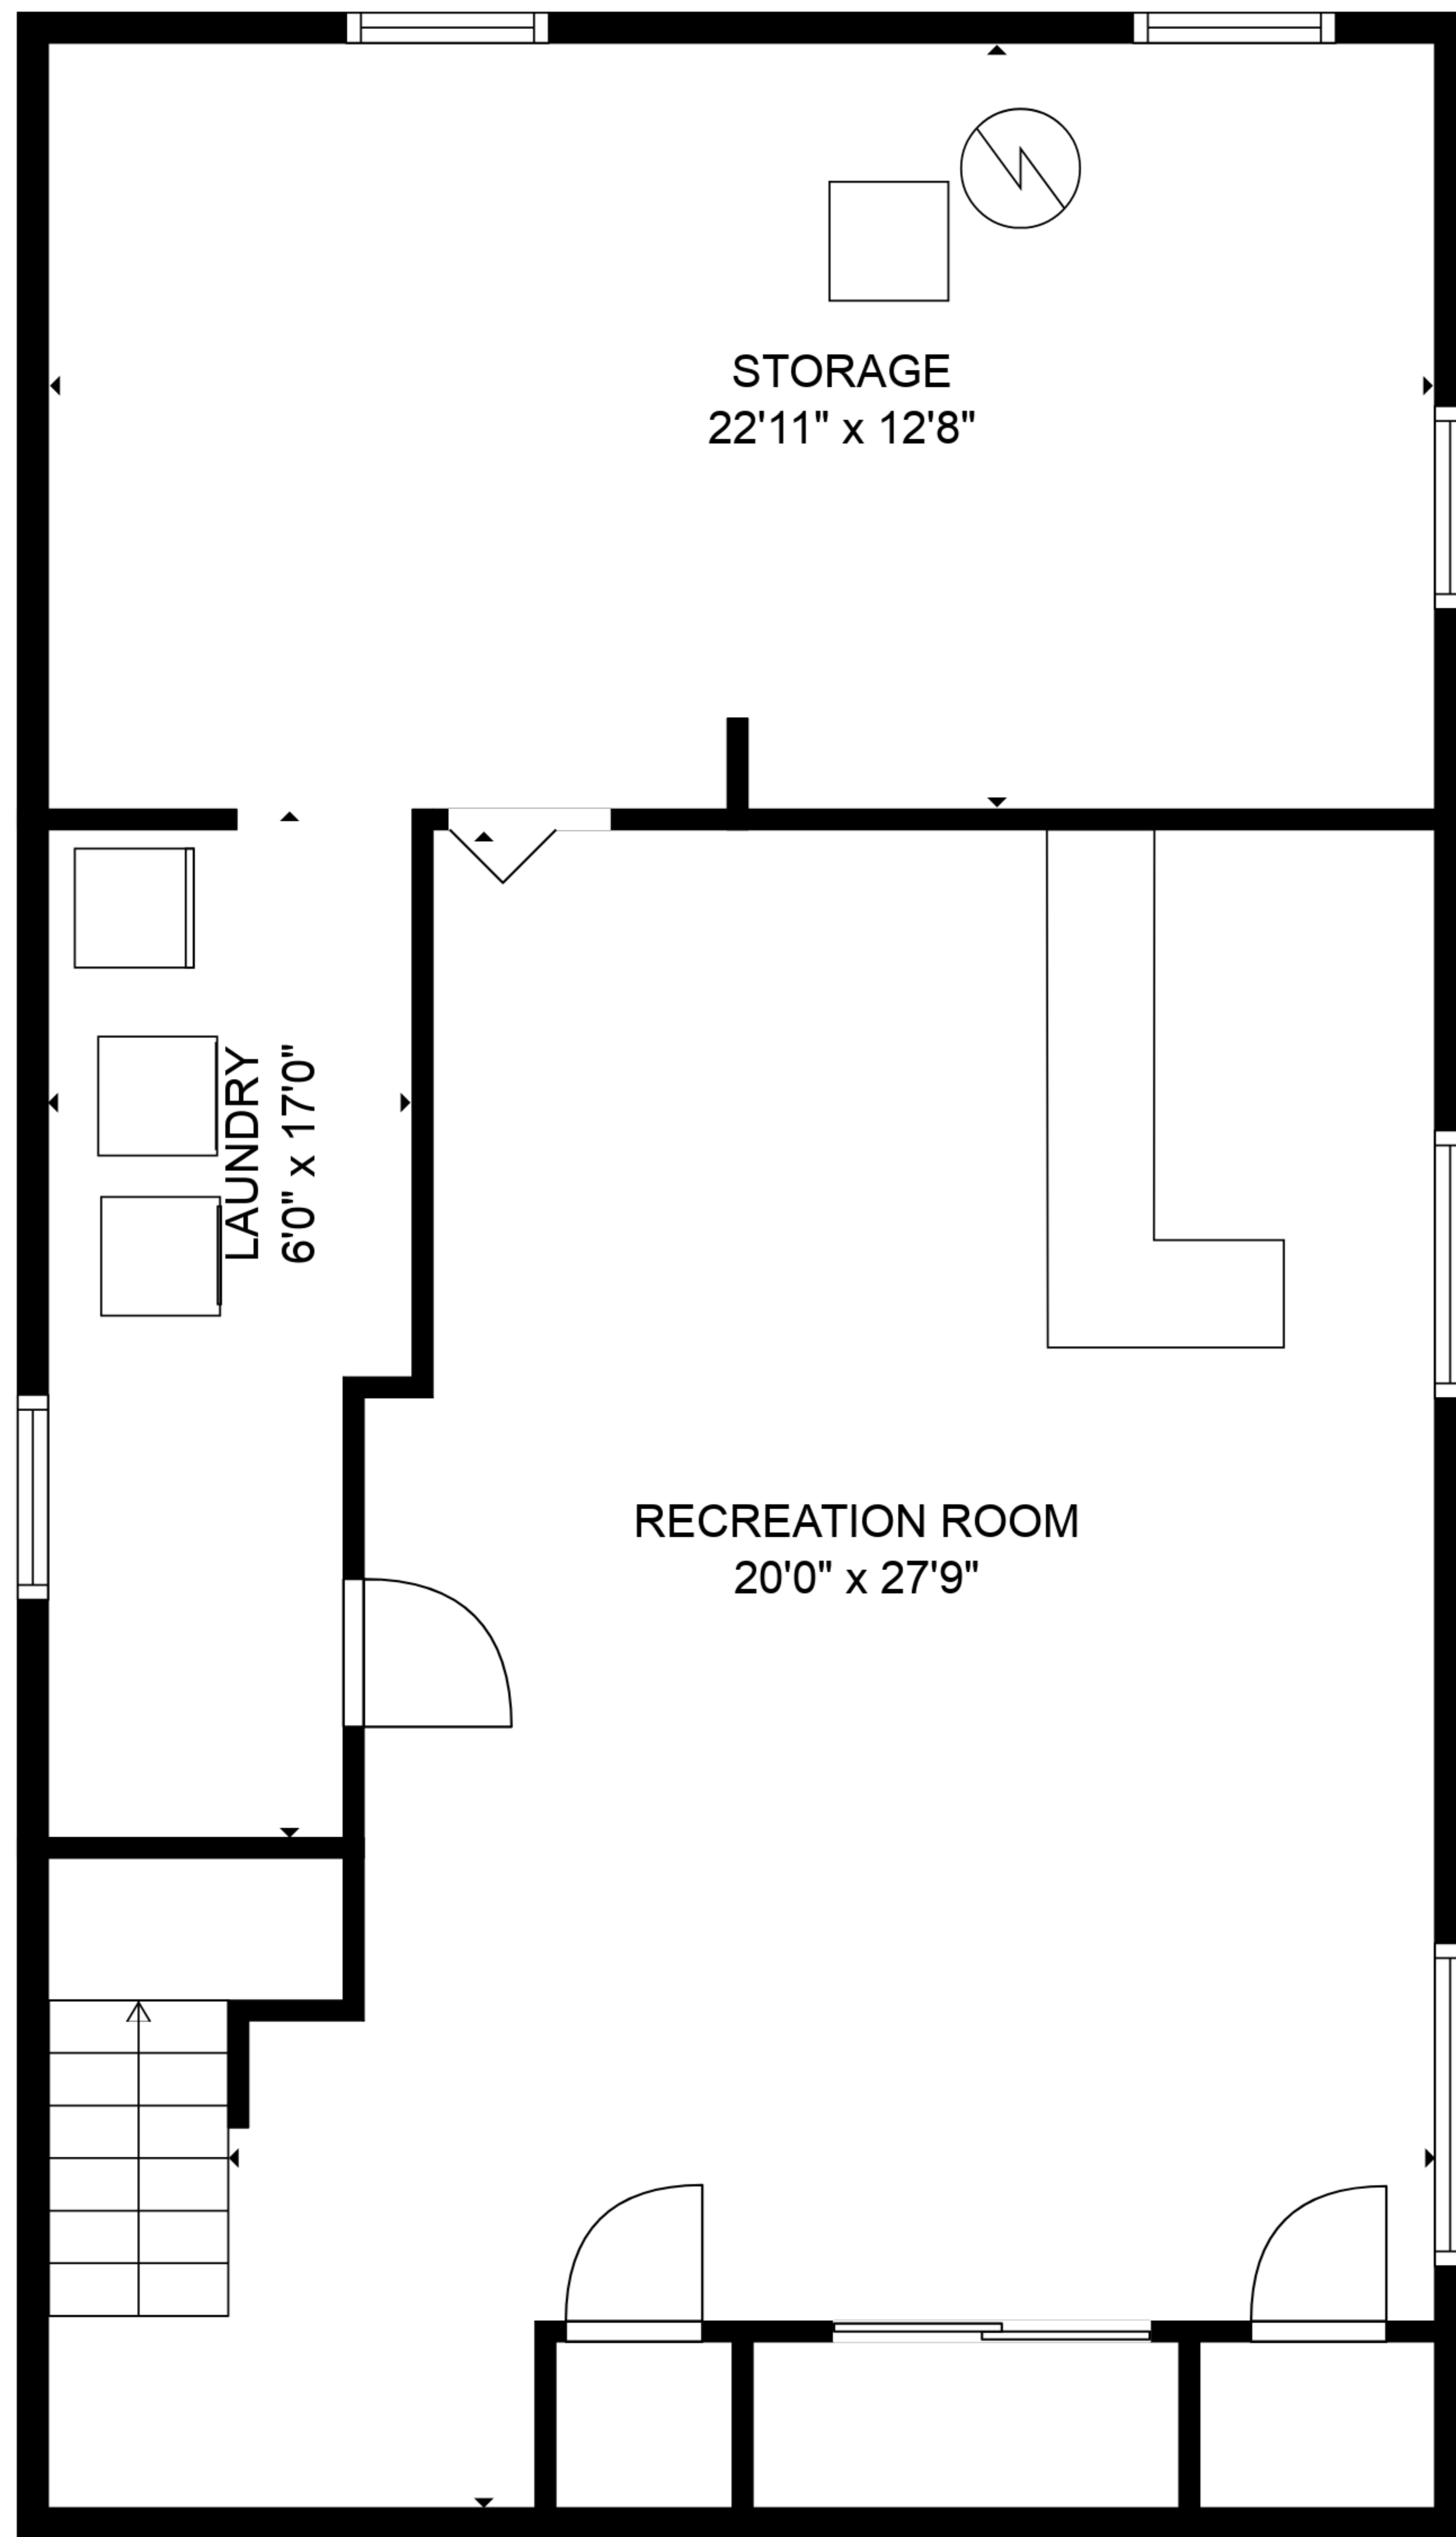 STORAGE
22'11" x 12'8"
LAUNDRY
6'0" x 17'0"
RECREATION ROOM
20'0" x 27'9"